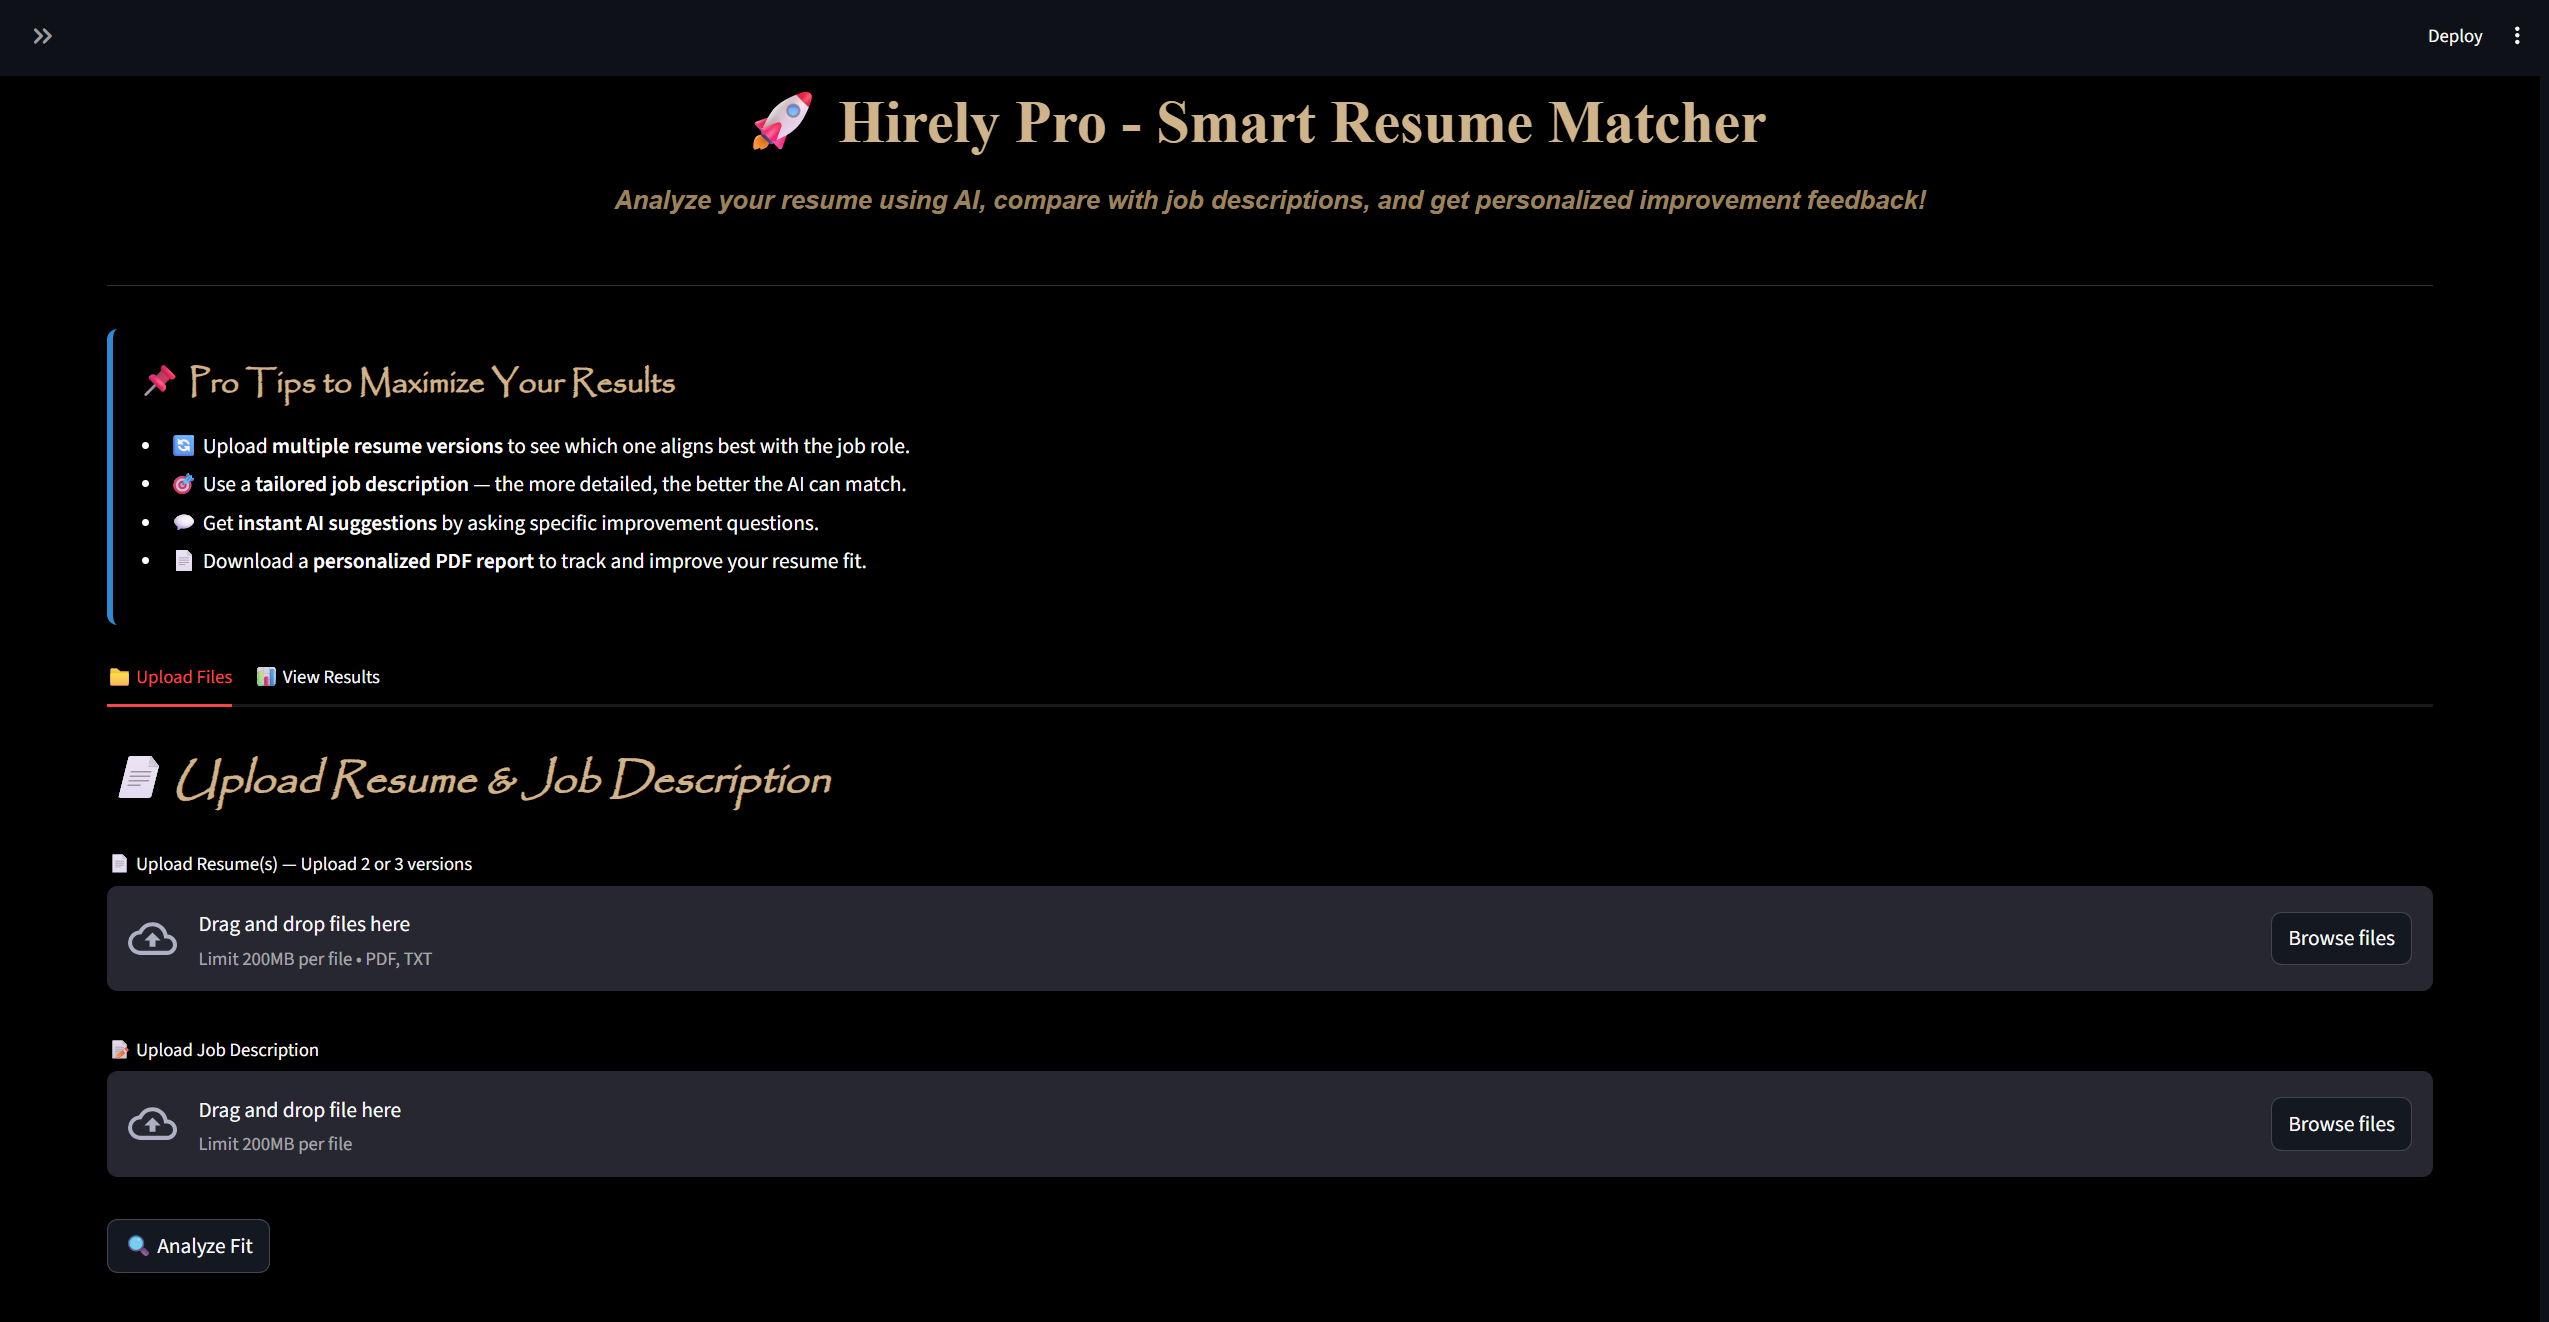 Deploy
🚀 Hirely Pro - Smart Resume Matcher
Analyze your resume using AI, compare with job descriptions, and get personalized improvement feedback!
📌 Pro Tips to Maximize Your Results
• 🔄 Upload multiple resume versions to see which one aligns best with the job role.
• 🎯 Use a tailored job description — the more detailed, the better the AI can match.
• 💬 Get instant AI suggestions by asking specific improvement questions.
• 📄 Download a personalized PDF report to track and improve your resume fit.
📁 Upload Files 📊 View Results
📄 Upload Resume & Job Description
📄 Upload Resume(s) — Upload 2 or 3 versions
Drag and drop files here
Limit 200MB per file • PDF, TXT
Browse files
📝 Upload Job Description
Drag and drop file here
Limit 200MB per file
Browse files
🔍 Analyze Fit